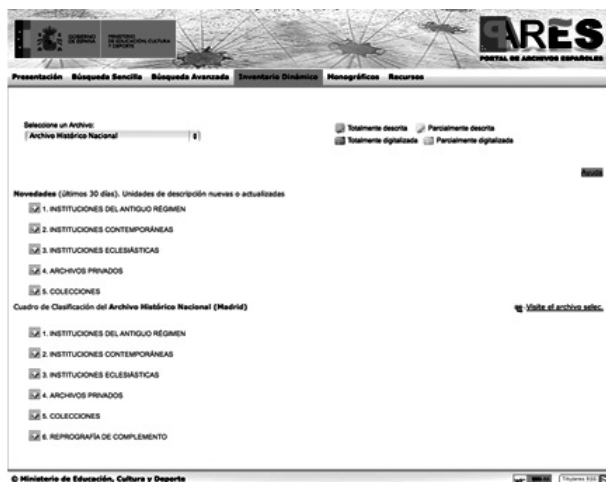 GOBIERNO DE ESPAÑA
MINISTERIO DE EDUCACIÓN, CULTURA Y DEPORTE
PARES
PORTAL DE ARCHIVOS ESPAÑOLES
Presentación Búsqueda Sencilla Búsqueda Avanzada Inventario Dinámico Monográficos Recursos
Seleccione un Archivo:
Archivo Histórico Nacional
Totalmente descrita Parcialmente descrita
Totalmente digitalizada Parcialmente digitalizada
Ayuda
Novedades (últimos 30 días). Unidades de descripción nuevas o actualizadas
1. INSTITUCIONES DEL ANTIGUO RÉGIMEN
2. INSTITUCIONES CONTEMPORÁNEAS
3. INSTITUCIONES ECLESIÁSTICAS
4. ARCHIVOS PRIVADOS
5. COLECCIONES
Cuadro de Clasificación del Archivo Histórico Nacional (Madrid)
Visite el archivo selec.
1. INSTITUCIONES DEL ANTIGUO RÉGIMEN
2. INSTITUCIONES CONTEMPORÁNEAS
3. INSTITUCIONES ECLESIÁSTICAS
4. ARCHIVOS PRIVADOS
5. COLECCIONES
6. REPROGRAFÍA DE COMPLEMENTO
© Ministerio de Educación, Cultura y Deporte
Titulares RSS